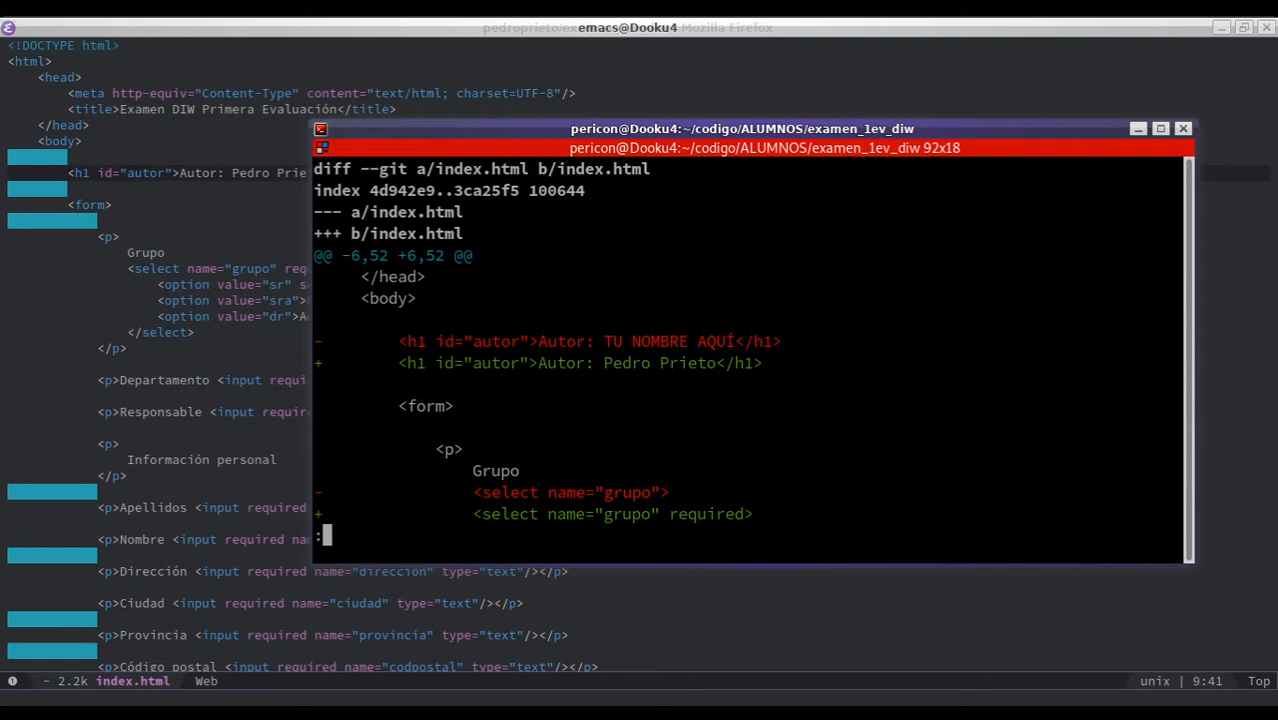 pedroprieto/ex emacs@Dooku4 Mozilla Firefox
<!DOCTYPE html>
<html>
<head>
<meta http-equiv="Content-Type" content="text/html; charset=UTF-8"/>
<title>Examen DIW Primera Evaluación</title>
</head>
<body>
<h1 id="autor">Autor: Pedro Prie
<form>
<p>
Grupo
<select name="grupo" req
<option value="sr" s
<option value="sra">
<option value="dr">A
</select>
</p>
<p>Departamento <input requi
<p>Responsable <input requir
<p>
Información personal
</p>
<p>Apellidos <input required
<p>Nombre <input required na
<p>Dirección <input required name="direccion" type="text"/></p>
<p>Ciudad <input required name="ciudad" type="text"/></p>
<p>Provincia <input required name="provincia" type="text"/></p>
<p>Código postal <input required name="codpostal" type="text"/></p>
- 2.2k index.html Web unix | 9:41 Top
pericon@Dooku4:~/codigo/ALUMNOS/examen_1ev_diw
pericon@Dooku4:~/codigo/ALUMNOS/examen_1ev_diw 92x18
diff --git a/index.html b/index.html
index 4d942e9..3ca25f5 100644
--- a/index.html
+++ b/index.html
@@ -6,52 +6,52 @@
</head>
<body>
- <h1 id="autor">Autor: TU NOMBRE AQUÍ</h1>
+ <h1 id="autor">Autor: Pedro Prieto</h1>
<form>
<p>
Grupo
- <select name="grupo">
+ <select name="grupo" required>
: